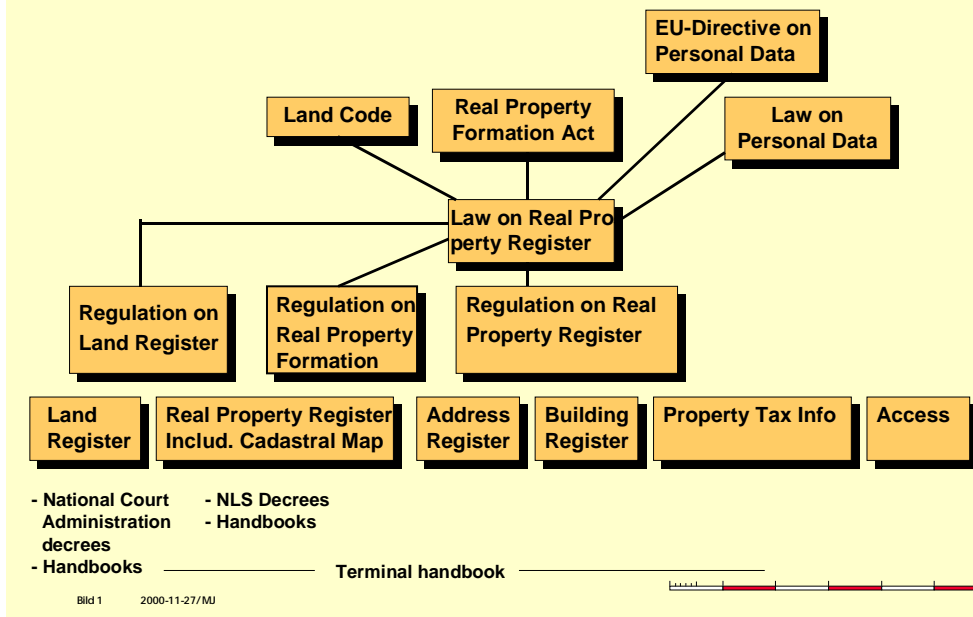 EU-Directive on
Personal Data
Land Code
Real Property
Formation Act
Law on
Personal Data
Law on Real Pro
perty Register
Regulation on
Land Register
Regulation on
Real Property
Formation
Regulation on Real
Property Register
Land
Register
Real Property Register
Includ. Cadastral Map
Address
Register
Building
Register
Property Tax Info
Access
- National Court
Administration
decrees
- Handbooks
- NLS Decrees
- Handbooks
Terminal handbook
Bild 1 2000-11-27/MJ